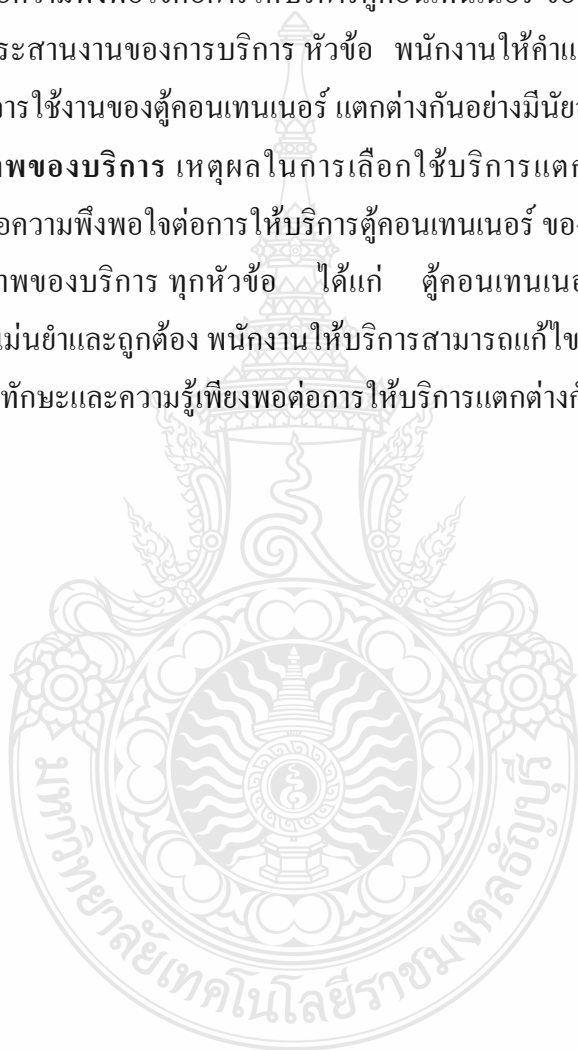 ความพึงพอใจต่อการให้บริการตู้คอนเทนเนอร์
ระสานงานของการบริการ หัวข้อ พนักงานให้คำแ
ารใช้งานของตู้คอนเทนเนอร์ แตกต่างกันอย่างมีนัย
าพของบริการ เหตุผลในการเลือกใช้บริการแตก
อความพึงพอใจต่อการให้บริการตู้คอนเทนเนอร์ ของ
าพของบริการ ทุกหัวข้อ ได้แก่ ตู้คอนเทนเนอ
แม่นยำและถูกต้อง พนักงานให้บริการสามารถแก้ไข
ทักษะและความรู้เพียงพอต่อการให้บริการแตกต่างกั
มหาวิทยาลัยเทคโนโลยีราชมงคลธัญบุรี